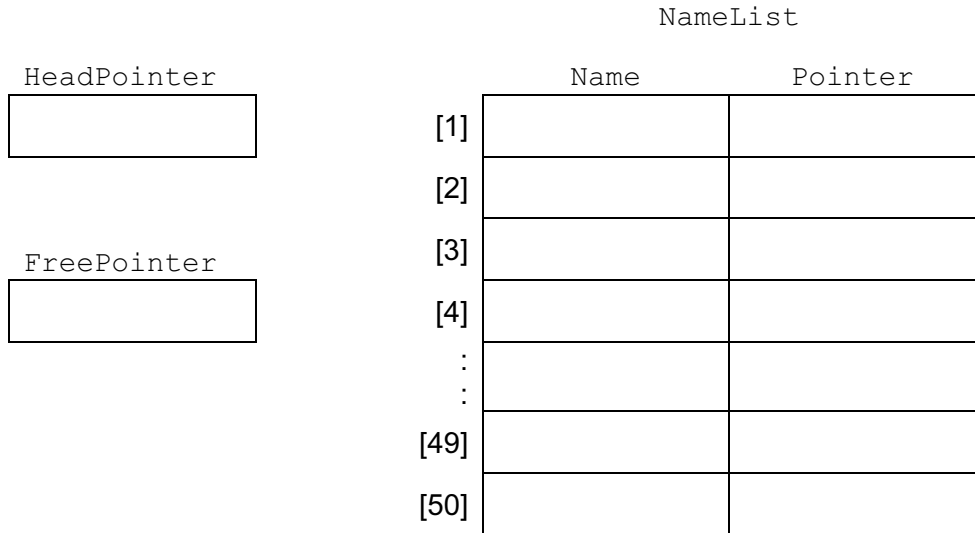 NameList
HeadPointer Name Pointer
[1]
[2]
FreePointer [3]
[4]
:
:
[49]
[50]